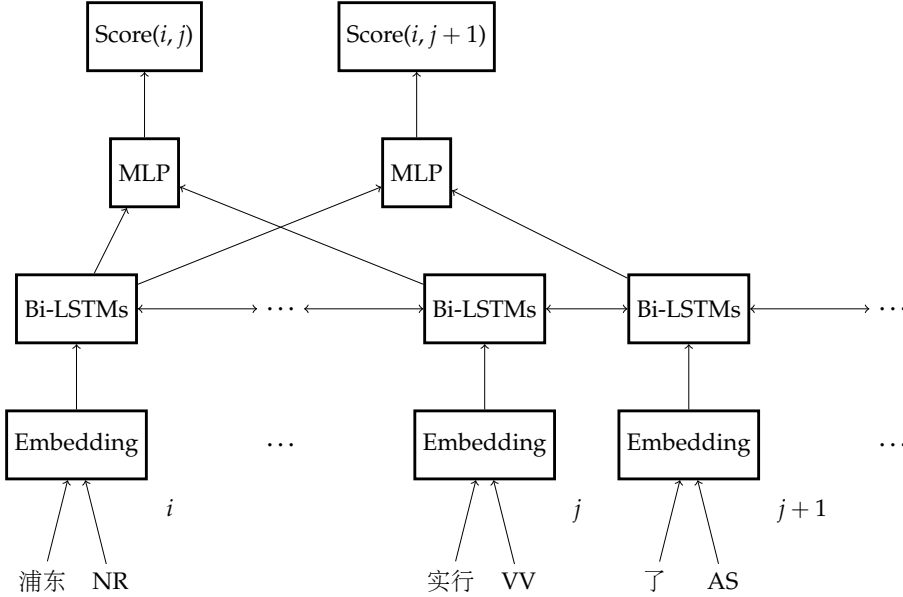 Score(i, j) Score(i, j + 1)
MLP MLP
Bi-LSTMs ··· Bi-LSTMs Bi-LSTMs ···
Embedding ··· Embedding Embedding ···
i j j + 1
浦东 NR 实行 VV 了 AS